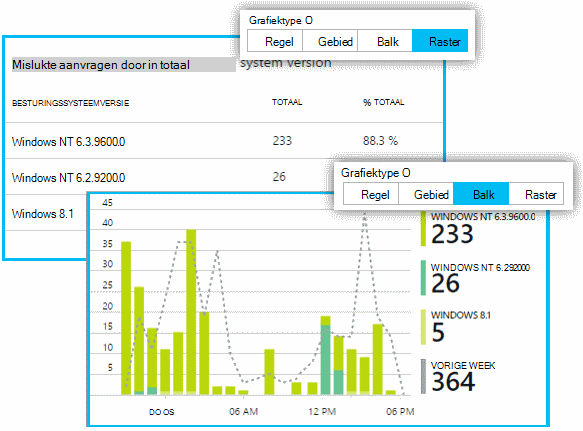 Grafiektype O
Regel Gebied Balk Raster
Mislukte aanvragen door in totaal system version
BESTURINGSSYSTEEMVERSIE TOTAAL % TOTAAL
Windows NT 6.3.9600.0 233 88.3 %
Windows NT 6.2.9200.0 26
Windows 8.1
Grafiektype O
Regel Gebied Balk Raster
45
40
35
30
25
20
15
10
5
DO OS 06 AM 12 PM 06 PM
WINDOWS NT 6.3.9600.0
233
WINDOWS NT 6.292000
26
WINDOWS 8.1
5
VORIGE WEEK
364